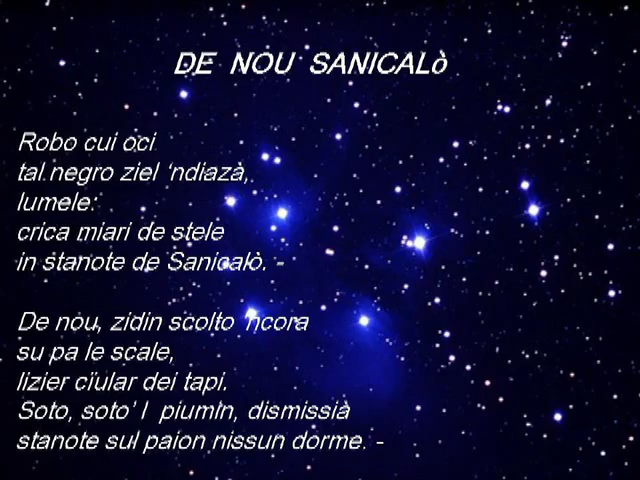 DE NOU SANICALò
Robo cui oci
tal negro ziel 'ndiazà,
lumele:
crica miari de stele
in stanote de Sanicalò. -
De nou, zidin scolto 'ncora
su pa le scale,
lizier cïular dei tapi.
Soto, soto' l piumin, dismissià
stanote sul paion nissun dorme. -